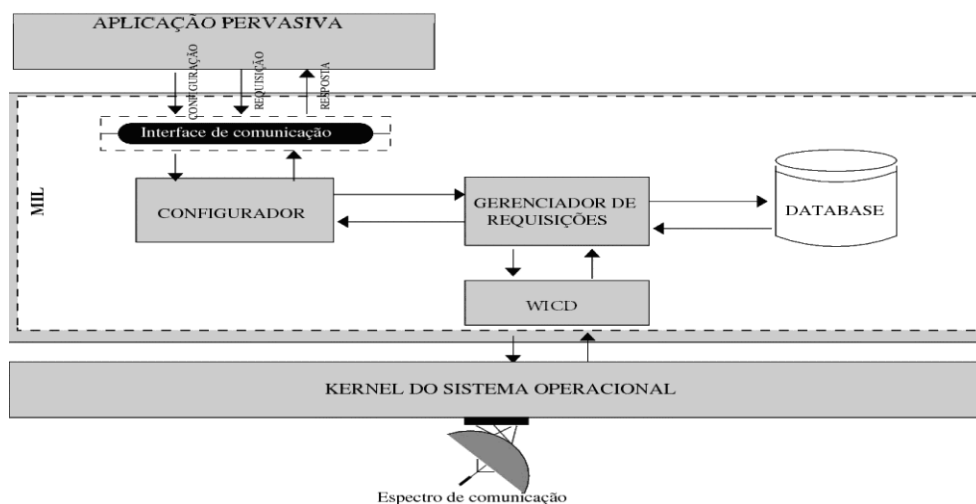 APLICAÇÃO PERVASIVA
CONFIGURAÇÃO
REQUISIÇÃO
RESPOSTA
Interface de comunicação
MIL
CONFIGURADOR
GERENCIADOR DE
REQUISIÇÕES
DATABASE
WICD
KERNEL DO SISTEMA OPERACIONAL
Espectro de comunicação